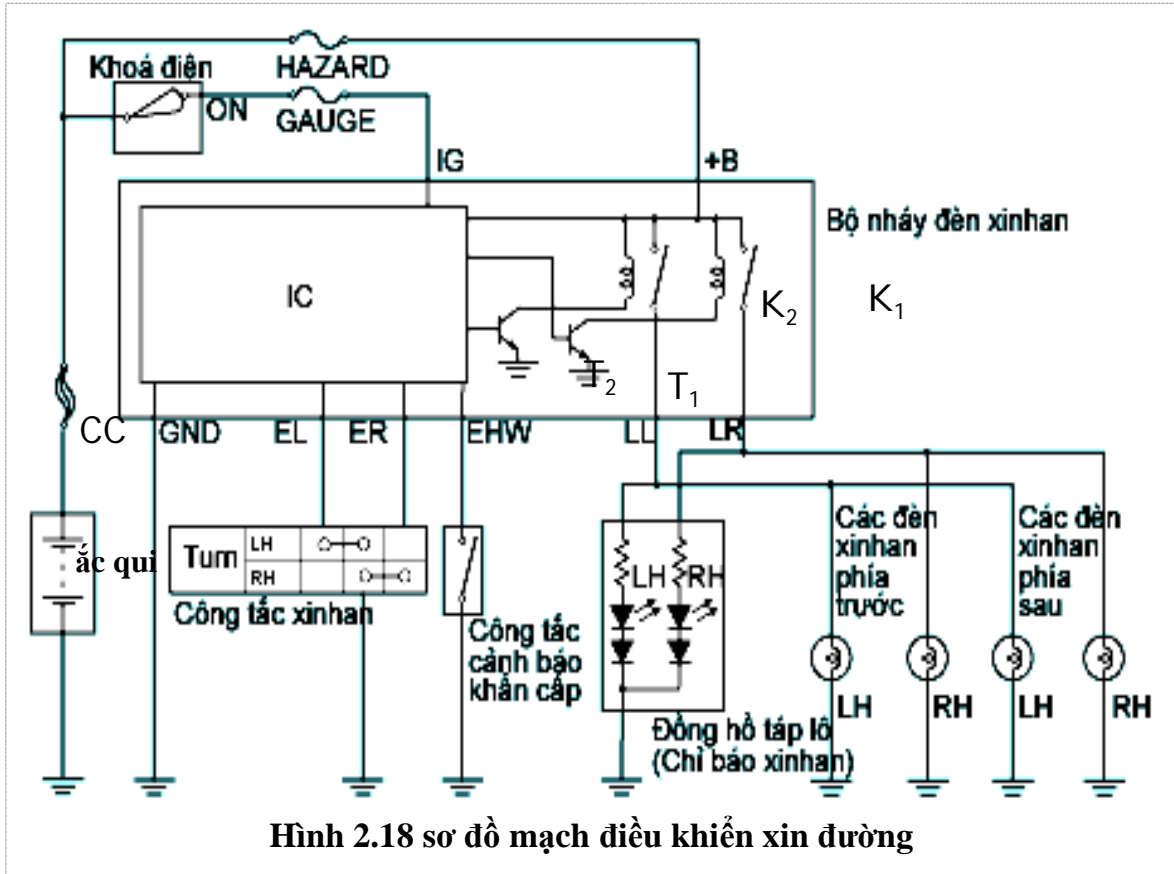 HAZARD
Khoá điện
ON
GAUGE
IG
+B
Bộ nháy đèn xinhan
IC
K2
K1
T2
T1
CC
GND
EL
ER
EHW
LL
LR
ắc qui
Turn
LH
RH
Công tắc xinhan
Công tắc
cảnh báo
khẩn cấp
LH
RH
Đồng hồ táp lô
(Chỉ báo xinhan)
Các đèn
xinhan
phía
trước
Các đèn
xinhan
phía
sau
LH
RH
LH
RH
Hình 2.18 sơ đồ mạch điều khiển xin đường